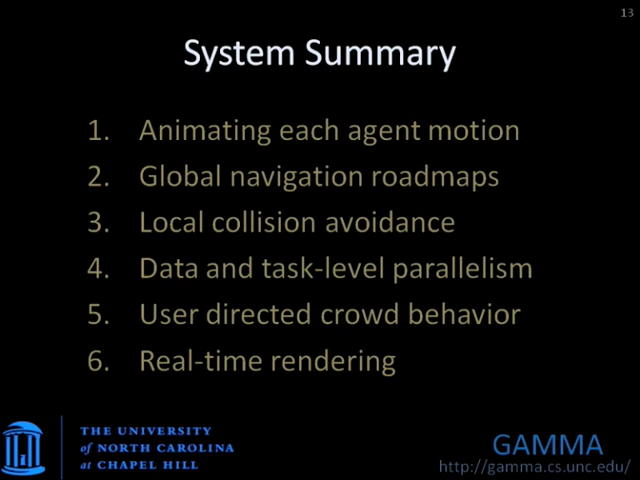 13
System Summary
1. Animating each agent motion
2. Global navigation roadmaps
3. Local collision avoidance
4. Data and task-level parallelism
5. User directed crowd behavior
6. Real-time rendering
THE UNIVERSITY
of NORTH CAROLINA
at CHAPEL HILL
GAMMA
http://gamma.cs.unc.edu/